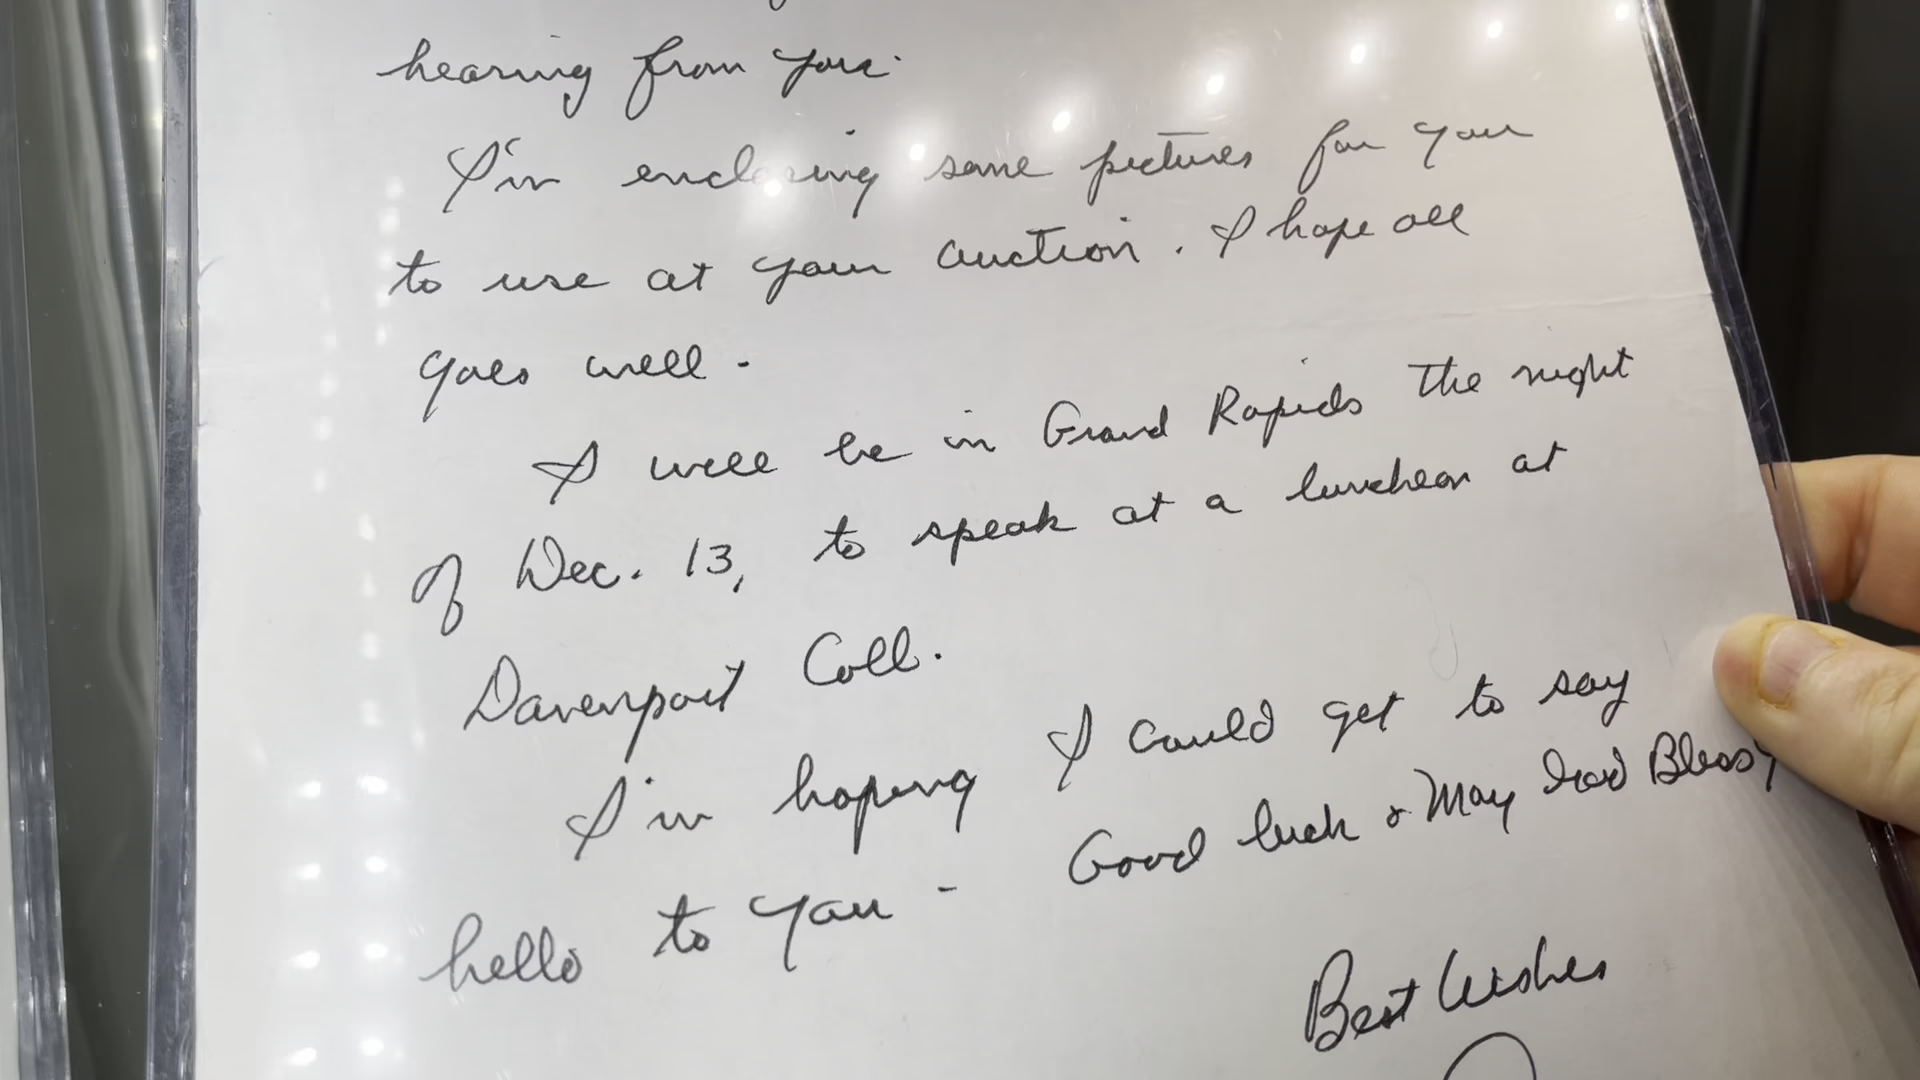 hearing from you.
I'm enclosing some pictures for you
to use at your auction. I hope all
goes well -
I will be in Grand Rapids the night
of Dec. 13, to speak at a luncheon at
Davenport Coll.
I'm hoping I could get to say
hello to you - Good luck & May God Bless
Best Wishes